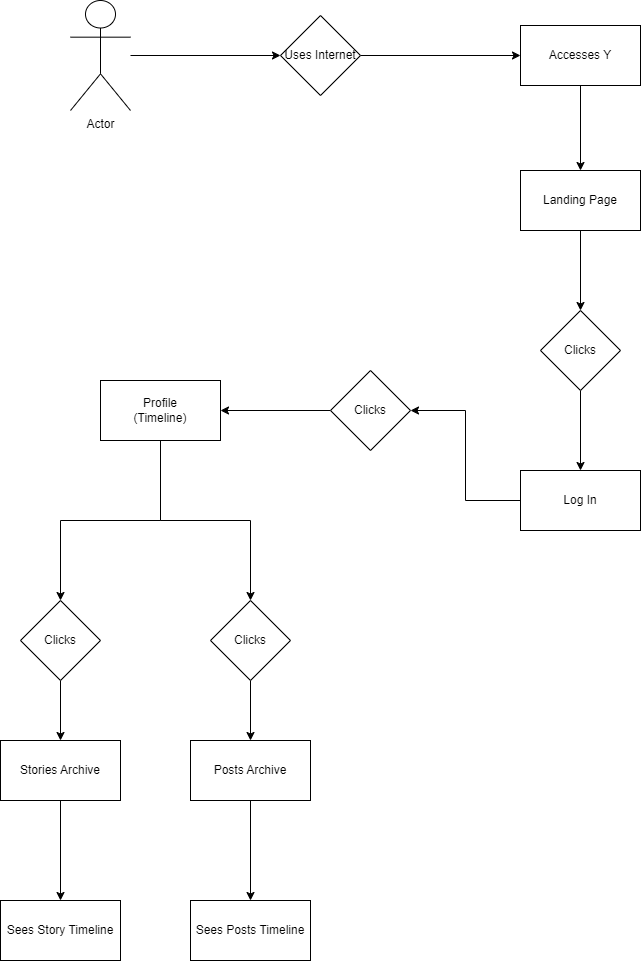 Uses Internet
Accesses Y
Actor
Landing Page
Clicks
Profile
(Timeline)
Clicks
Log In
Clicks
Clicks
Stories Archive
Posts Archive
Sees Story Timeline
Sees Posts Timeline